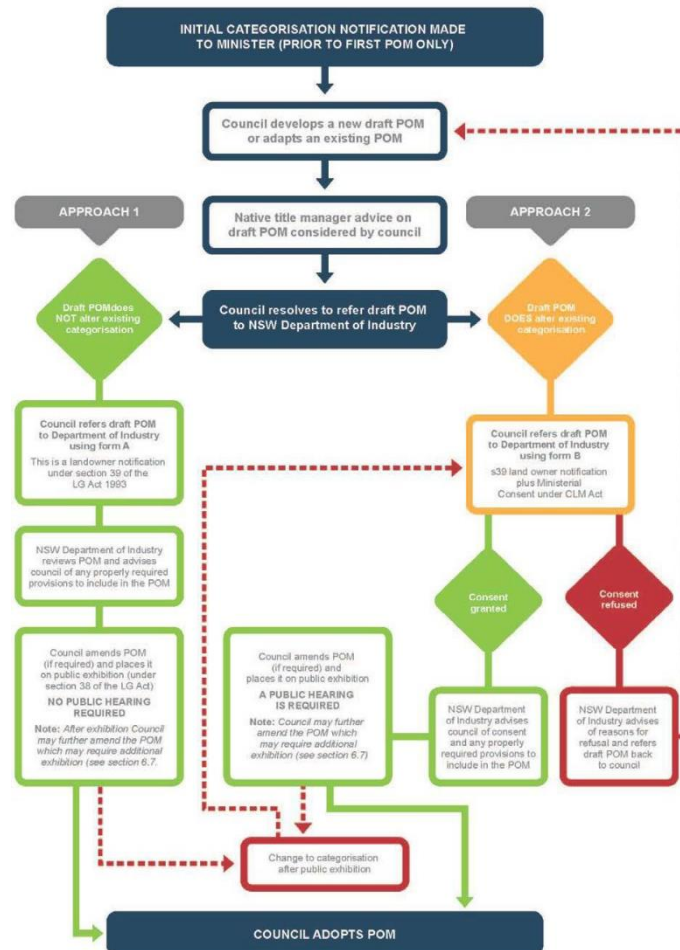 INITIAL CATEGORISATION NOTIFICATION MADE
TO MINISTER (PRIOR TO FIRST POM ONLY)
Council develops a new draft POM
or adapts an existing POM
APPROACH 1
Native title manager advice on
draft POM considered by council
APPROACH 2
Draft POMdoes
NOT alter existing
categorisation
Council resolves to refer draft POM
to NSW Department of Industry
Draft POM
DOES alter existing
categorisation
Council refers draft POM
to Department of Industry
using form A
This is a landowner notification
under section 39 of the
LG Act 1993
Council refers draft POM
to Department of Industry
using form B
s39 land owner notification
plus Ministerial
Consent under CLM Act
NSW Department of Industry
reviews POM and advises
council of any properly required
provisions to include in the POM
Consent
granted
Consent
refused
Council amends POM
(if required) and places it
on public exhibition (under
section 38 of the LG Act)
NO PUBLIC HEARING
REQUIRED
Note: After exhibition Council
may further amend the POM
which may require additional
exhibition (see section 6.7.
Council amends POM
(if required) and
places it on public exhibition
A PUBLIC HEARING
IS REQUIRED
Note: Council may further
amend the POM which
may require additional
exhibition (see section 6.7)
NSW Department
of Industry advises
council of consent
and any properly
required provisions to
include in the POM
NSW Department
of Industry advises
of reasons for
refusal and refers
draft POM back
to council
Change to categorisation
after public exhibition
COUNCIL ADOPTS POM